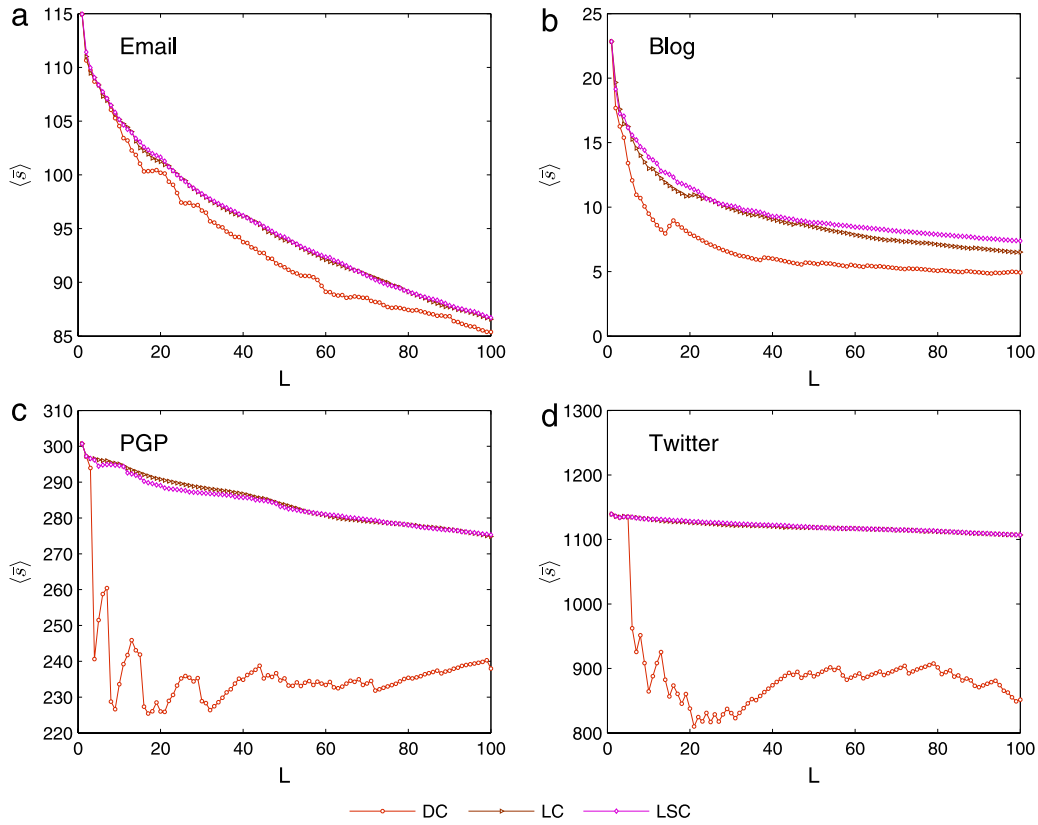 a
Email
115
110
105
100
95
90
85
⟨s̄⟩
0 20 40 60 80 100
L
b
Blog
25
20
15
10
5
0
⟨s̄⟩
0 20 40 60 80 100
L
c
PGP
310
300
290
280
270
260
250
240
230
220
⟨s̄⟩
0 20 40 60 80 100
L
d
Twitter
1300
1200
1100
1000
900
800
⟨s̄⟩
0 20 40 60 80 100
L
DC LC LSC